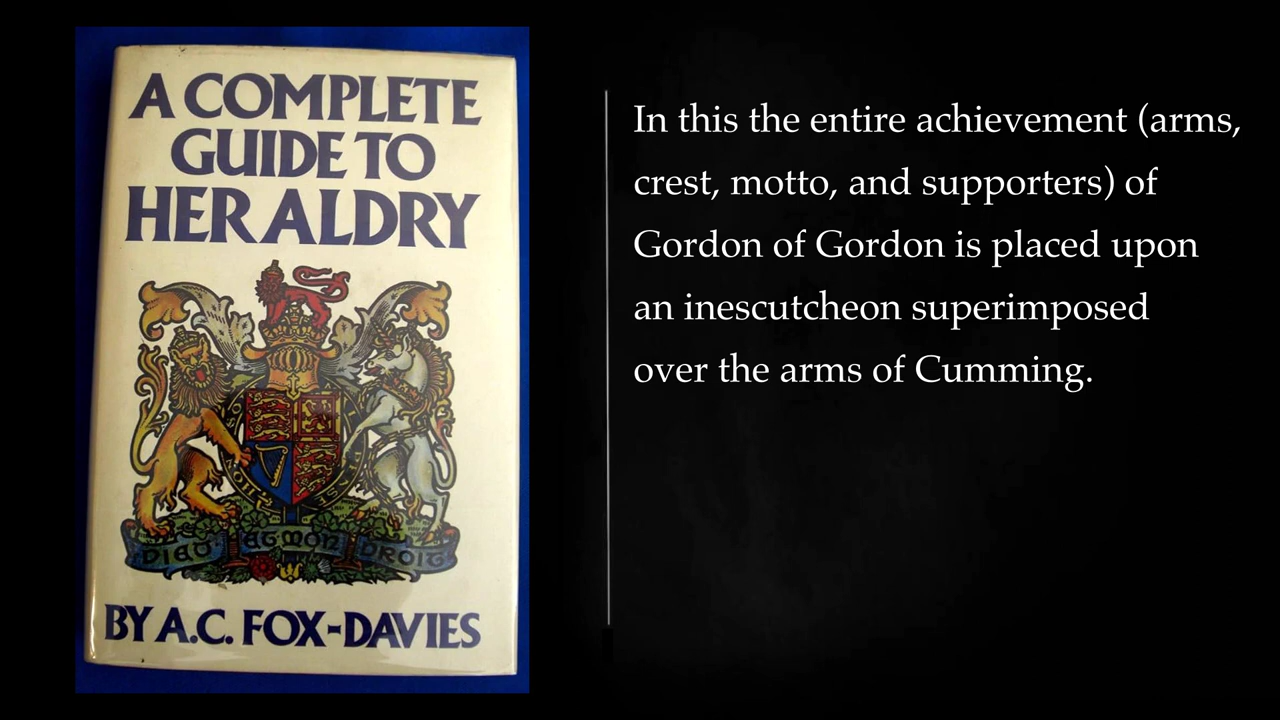 A COMPLETE
GUIDE TO
HERALDRY
DIEU ET MON DROIT
BY A.C. FOX-DAVIES
In this the entire achievement (arms,
crest, motto, and supporters) of
Gordon of Gordon is placed upon
an inescutcheon superimposed
over the arms of Cumming.